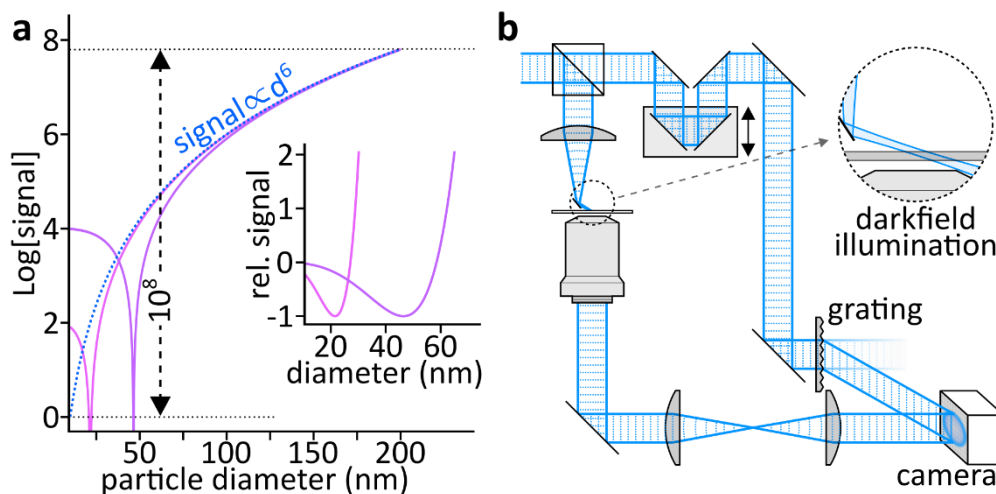 a
8
6
4
2
0
Log[signal]
signal∝d⁶
10⁸
50
100
150
200
particle diameter (nm)
2
1
0
-1
rel. signal
20
40
60
diameter (nm)
b
darkfield
illumination
grating
camera